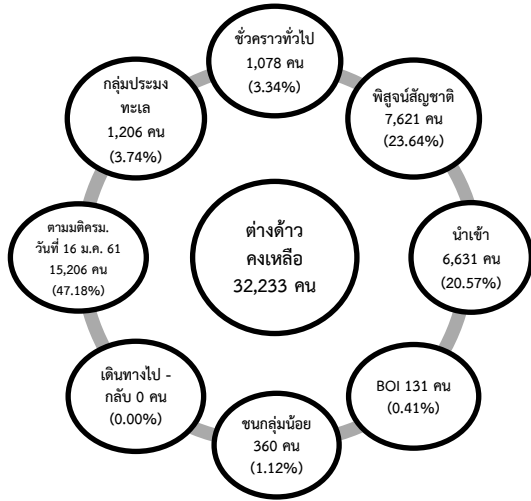 ชั่วคราวทั่วไป
1,078 คน
(3.34%)
พิสูจน์สัญชาติ
7,621 คน
(23.64%)
นำเข้า
6,631 คน
(20.57%)
BOI 131 คน
(0.41%)
ชนกลุ่มน้อย
360 คน
(1.12%)
เดินทางไป -
กลับ 0 คน
(0.00%)
ตามมติครม.
วันที่ 16 ม.ค. 61
15,206 คน
(47.18%)
กลุ่มประมง
ทะเล
1,206 คน
(3.74%)
ต่างด้าว
คงเหลือ
32,233 คน